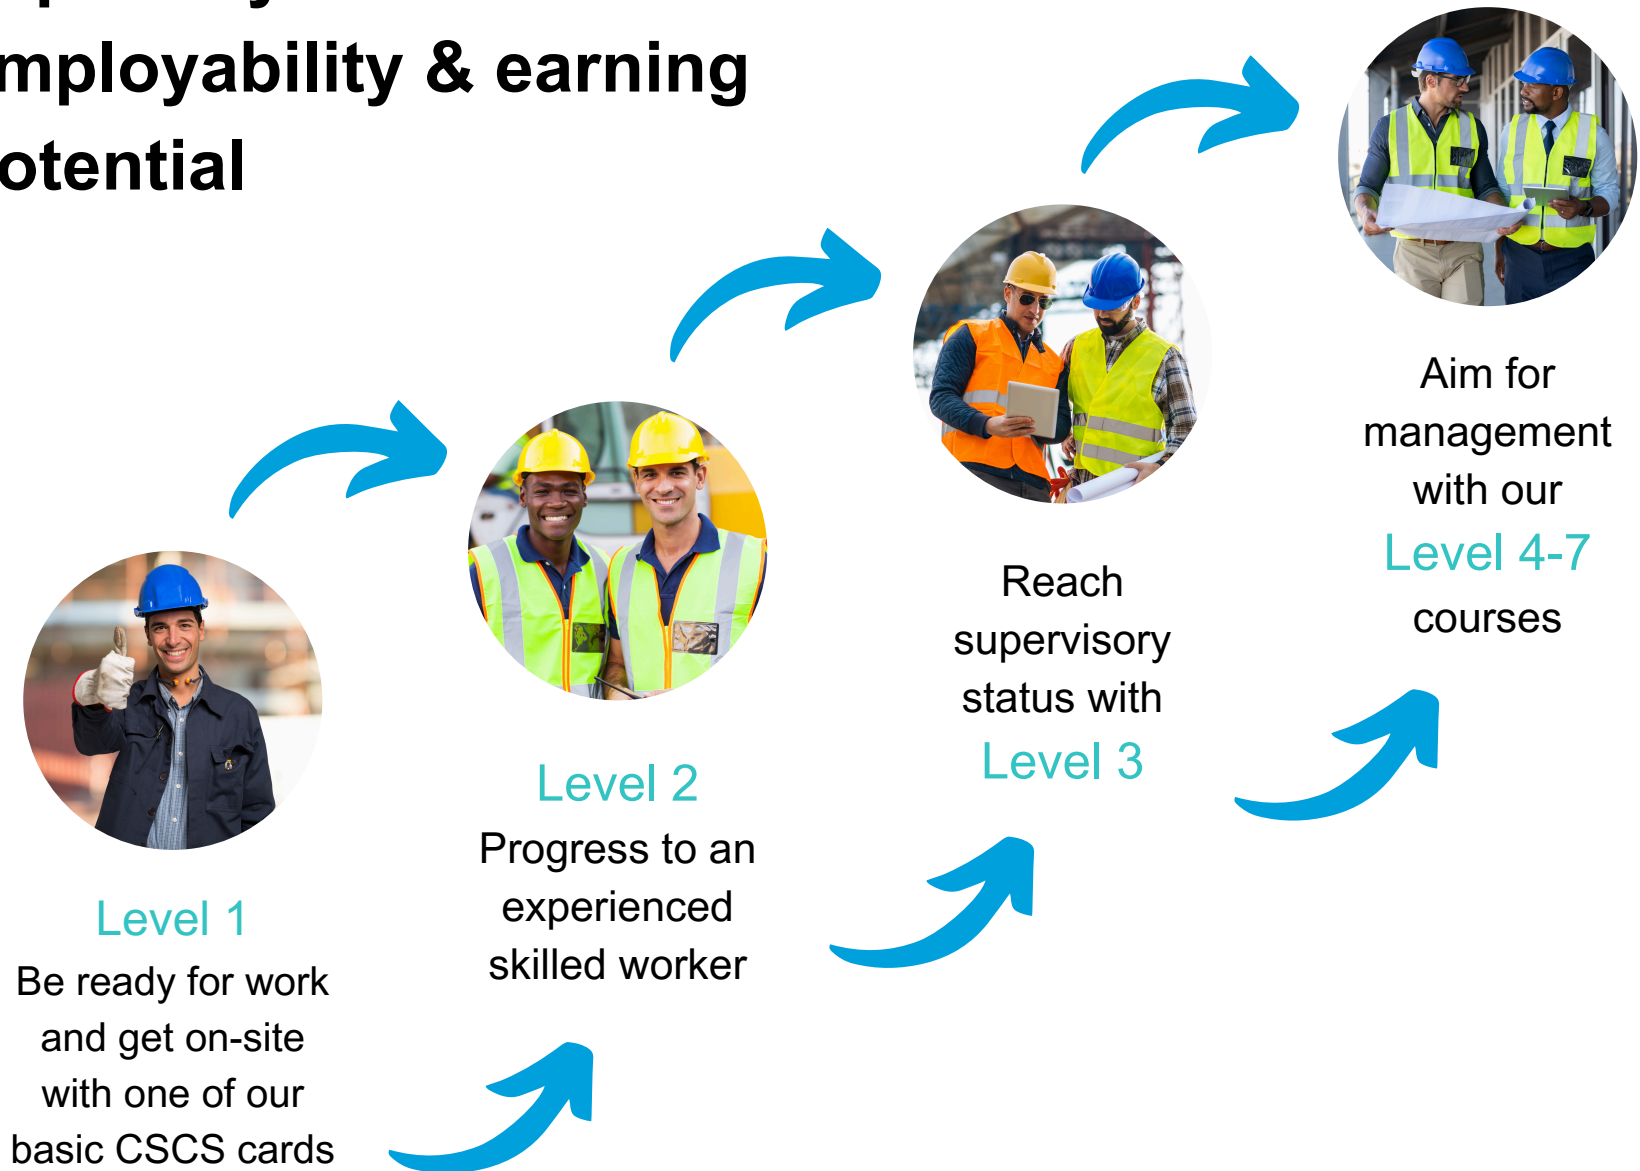 mployability & earning
otential
Aim for
management
with our
Level 4-7
courses
Reach
supervisory
status with
Level 3
Level 2
Progress to an
experienced
skilled worker
Level 1
Be ready for work
and get on-site
with one of our
basic CSCS cards